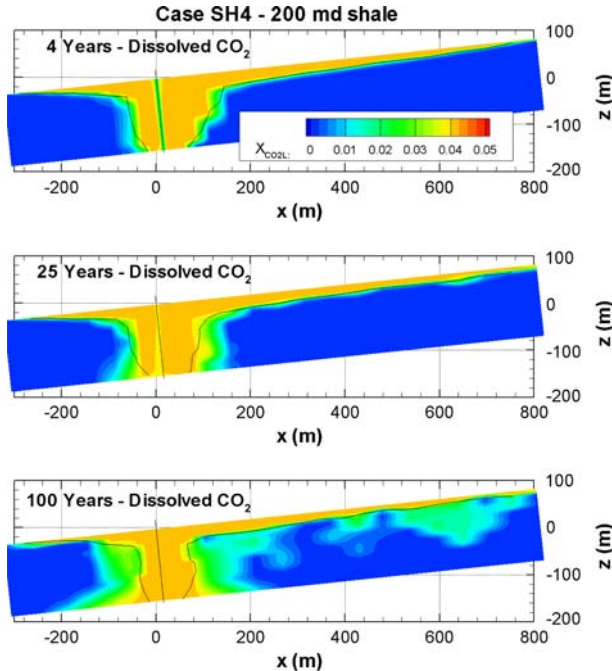 Case SH4 - 200 md shale
4 Years - Dissolved CO2
100
0
-100
-200
z (m)
XCO2L:
0 0.01 0.02 0.03 0.04 0.05
-200 0 200 400 600 800
x (m)
25 Years - Dissolved CO2
100
0
-100
-200
z (m)
-200 0 200 400 600 800
x (m)
100 Years - Dissolved CO2
100
0
-100
-200
z (m)
-200 0 200 400 600 800
x (m)